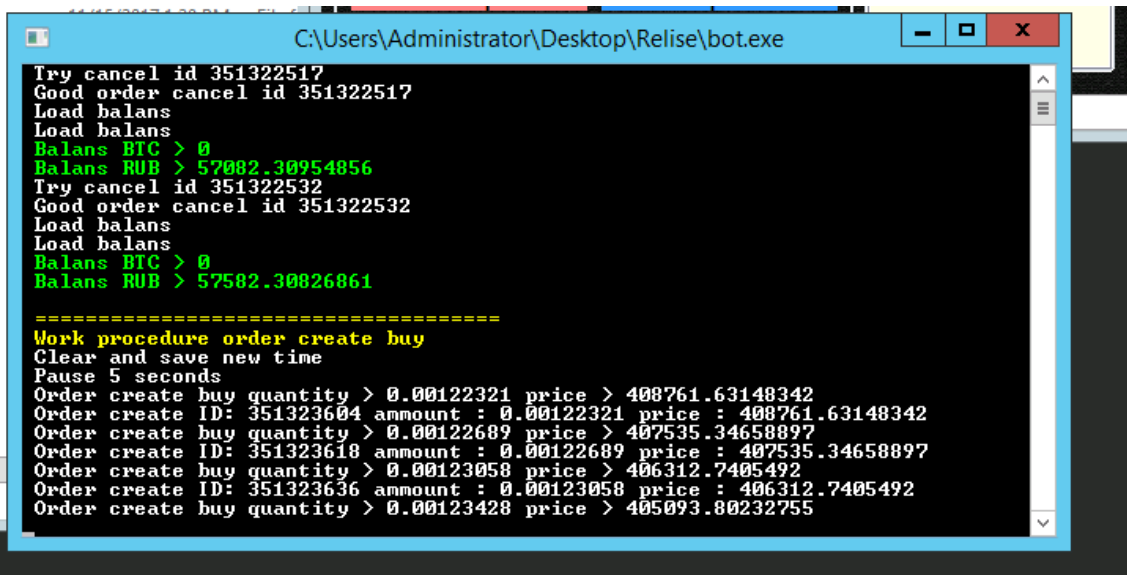 C:\Users\Administrator\Desktop\Relise\bot.exe
Try cancel id 351322517
Good order cancel id 351322517
Load balans
Load balans
Balans BTC > 0
Balans RUB > 57082.30954856
Try cancel id 351322532
Good order cancel id 351322532
Load balans
Load balans
Balans BTC > 0
Balans RUB > 57582.30826861
=====================================
Work procedure order create buy
Clear and save new time
Pause 5 seconds
Order create buy quantity > 0.00122321 price > 408761.63148342
Order create ID: 351323604 ammount : 0.00122321 price : 408761.63148342
Order create buy quantity > 0.00122689 price > 407535.34658897
Order create ID: 351323618 ammount : 0.00122689 price : 407535.34658897
Order create buy quantity > 0.00123058 price > 406312.7405492
Order create ID: 351323636 ammount : 0.00123058 price : 406312.7405492
Order create buy quantity > 0.00123428 price > 405093.80232755